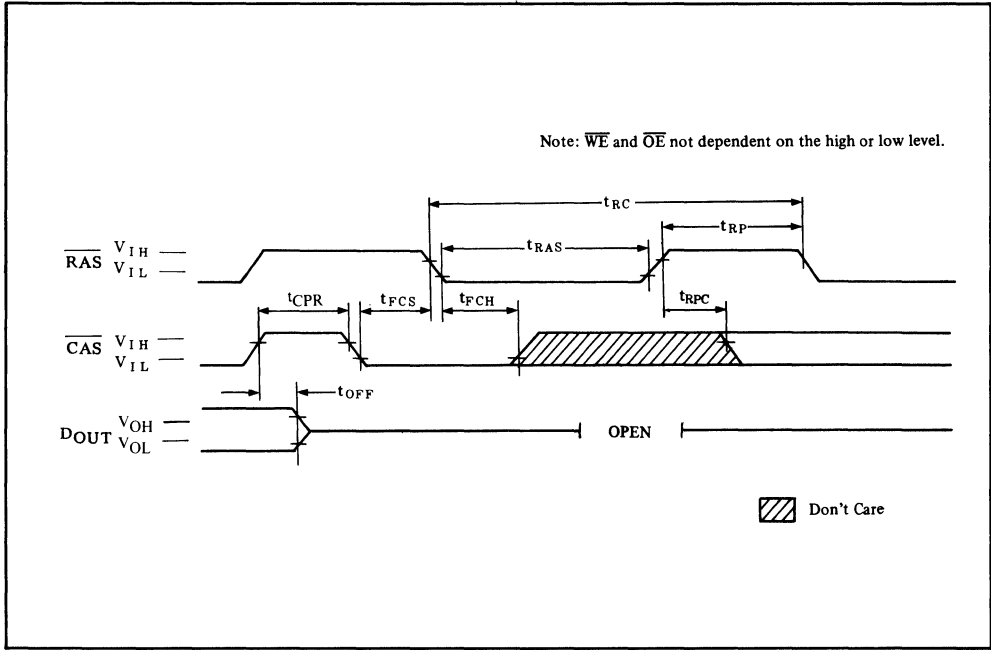 Note: WE and OE not dependent on the high or low level.
tRC
tRP
tRAS
RAS VIH
VIL
tCPR
tFCS
tFCH
tRPC
CAS VIH
VIL
tOFF
DOUT VOH
VOL
OPEN
Don't Care